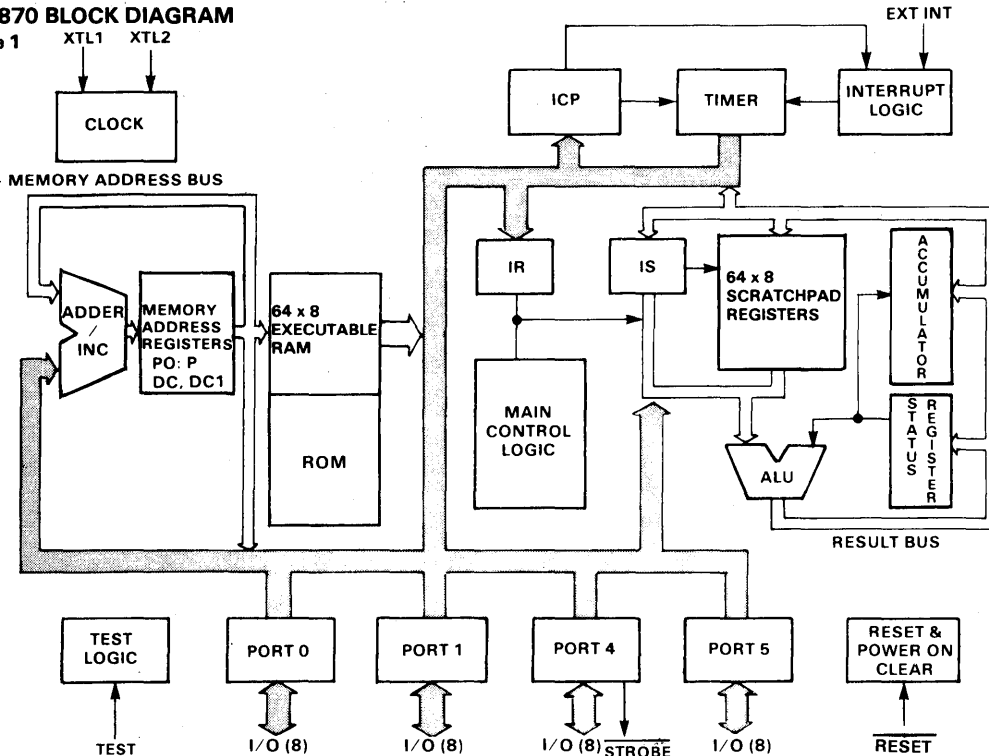 870 BLOCK DIAGRAM
1
XTL1 XTL2
CLOCK
MEMORY ADDRESS BUS
ADDER
/
INC
MEMORY
ADDRESS
REGISTERS
PO: P
DC, DC1
64 x 8
EXECUTABLE
RAM
ROM
ICP
TIMER
EXT INT
INTERRUPT
LOGIC
IR
IS
64 x 8
SCRATCHPAD
REGISTERS
ACCUMULATOR
MAIN
CONTROL
LOGIC
STATUS
REGISTER
ALU
RESULT BUS
TEST
LOGIC
PORT 0
PORT 1
PORT 4
PORT 5
RESET &
POWER ON
CLEAR
TEST
I/O (8)
I/O (8)
I/O (8)
STROBE
I/O (8)
RESET